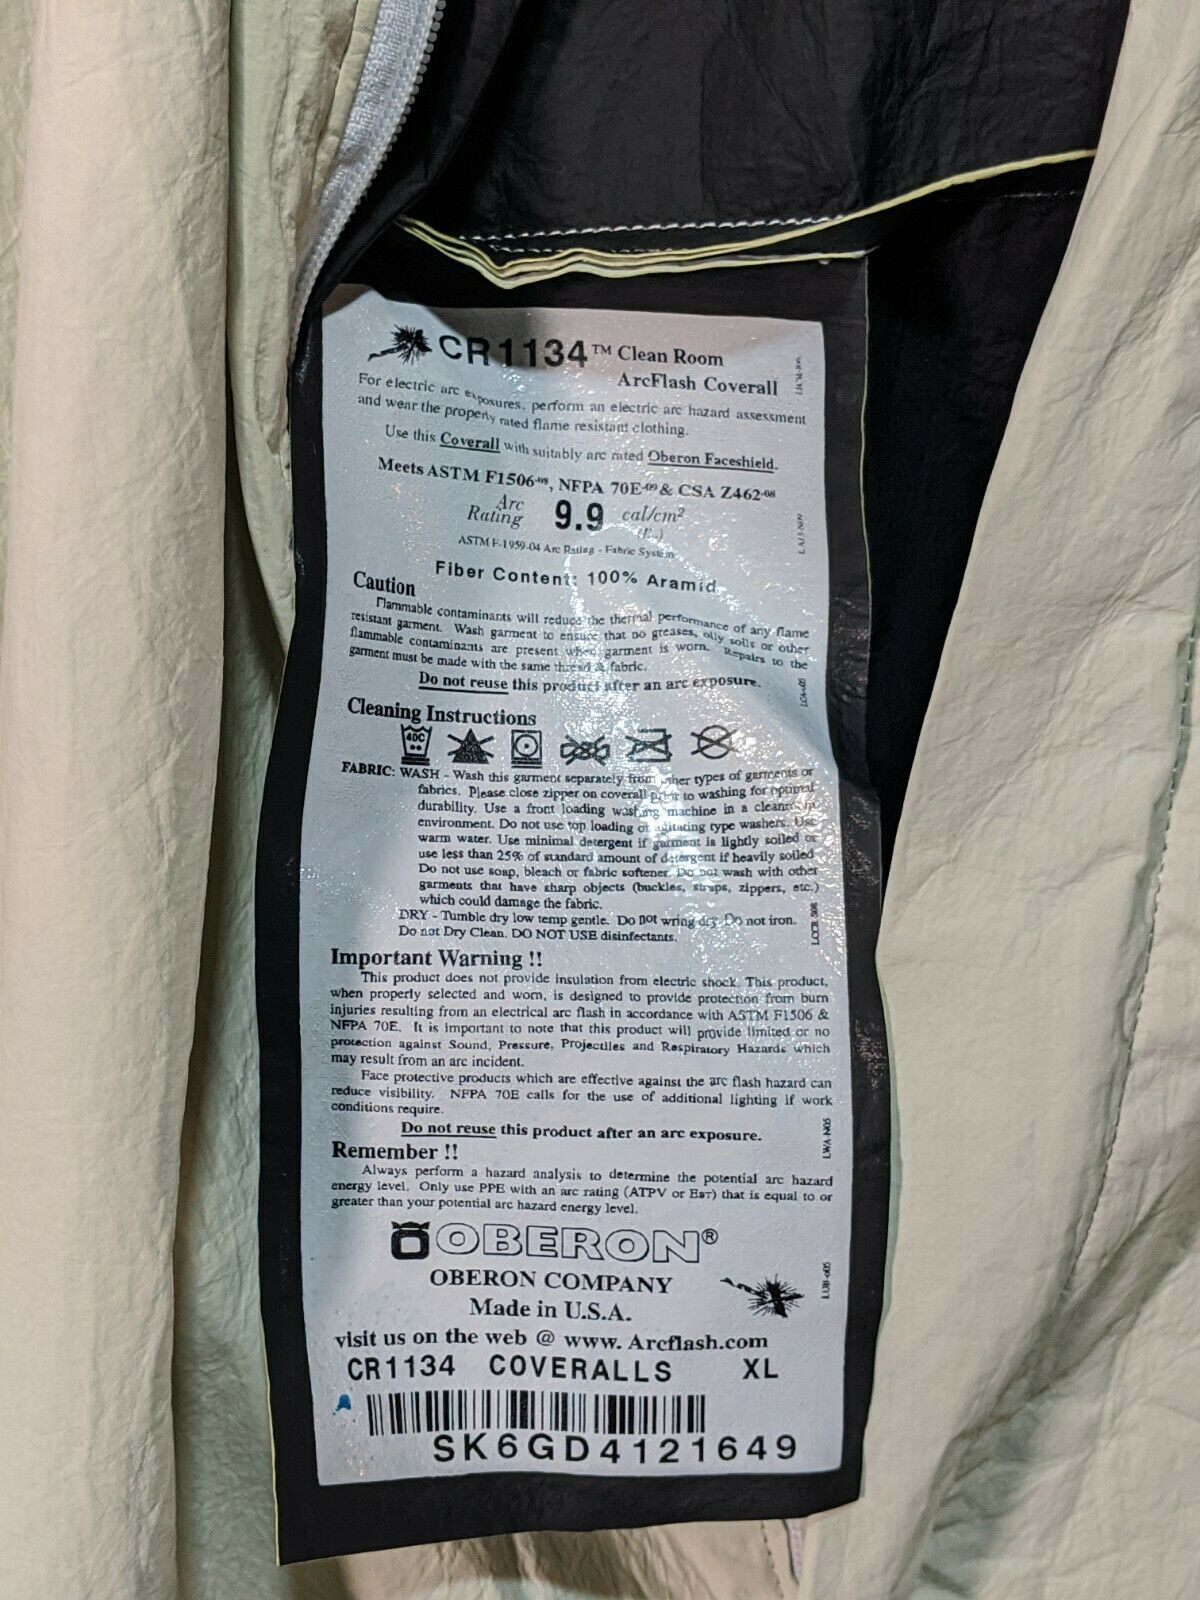 CR1134™ Clean Room
ArcFlash Coverall
For electric arc exposures, perform an electric arc hazard assessment
and wear the properly rated flame resistant clothing.
Use this Coverall with suitably arc rated Oberon Faceshield.
Meets ASTM F1506-08, NFPA 70E-09 & CSA Z462-08
Arc
Rating 9.9 cal/cm²
ASTM F-1959-04 Arc Rating - Fabric System
Fiber Content: 100% Aramid
Caution
Flammable contaminants will reduce the thermal performance of any flame
resistant garment. Wash garment to ensure that no greases, oily soils or other
flammable contaminants are present when garment is worn. Repairs to the
garment must be made with the same thread & fabric.
Do not reuse this product after an arc exposure.
Cleaning Instructions
40C
FABRIC: WASH - Wash this garment separately from other types of garments or
fabrics. Please close zipper on coverall prior to washing for optimal
durability. Use a front loading washing machine in a cleanroom
environment. Do not use top loading or agitating type washers. Use
warm water. Use minimal detergent if garment is lightly soiled or
use less than 25% of standard amount of detergent if heavily soiled
Do not use soap, bleach or fabric softener. Do not wash with other
garments that have sharp objects (buckles, straps, zippers, etc.)
which could damage the fabric.
DRY - Tumble dry low temp gentle. Do not wring dry. Do not iron.
Do not Dry Clean. DO NOT USE disinfectants.
Important Warning !!
This product does not provide insulation from electric shock. This product,
when properly selected and worn, is designed to provide protection from burn
injuries resulting from an electrical arc flash in accordance with ASTM F1506 &
NFPA 70E. It is important to note that this product will provide limited or no
protection against Sound, Pressure, Projectiles and Respiratory Hazards which
may result from an arc incident.
Face protective products which are effective against the arc flash hazard can
reduce visibility. NFPA 70E calls for the use of additional lighting if work
conditions require.
Do not reuse this product after an arc exposure.
Remember !!
Always perform a hazard analysis to determine the potential arc hazard
energy level. Only use PPE with an arc rating (ATPV or EBT) that is equal to or
greater than your potential arc hazard energy level.
OBERON®
OBERON COMPANY
Made in U.S.A.
visit us on the web @ www. Arcflash.com
CR1134 COVERALLS XL
SK6GD4121649